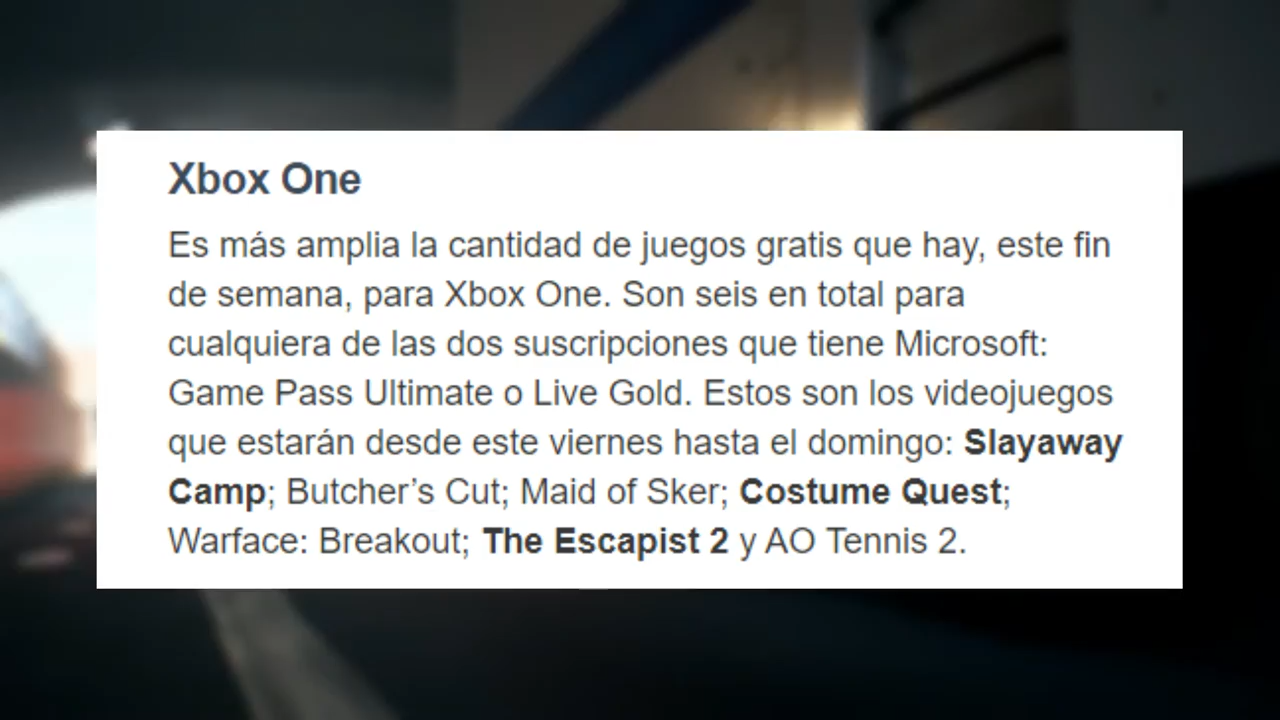 Xbox One
Es más amplia la cantidad de juegos gratis que hay, este fin
de semana, para Xbox One. Son seis en total para
cualquiera de las dos suscripciones que tiene Microsoft:
Game Pass Ultimate o Live Gold. Estos son los videojuegos
que estarán desde este viernes hasta el domingo: Slayaway
Camp; Butcher’s Cut; Maid of Sker; Costume Quest;
Warface: Breakout; The Escapist 2 y AO Tennis 2.